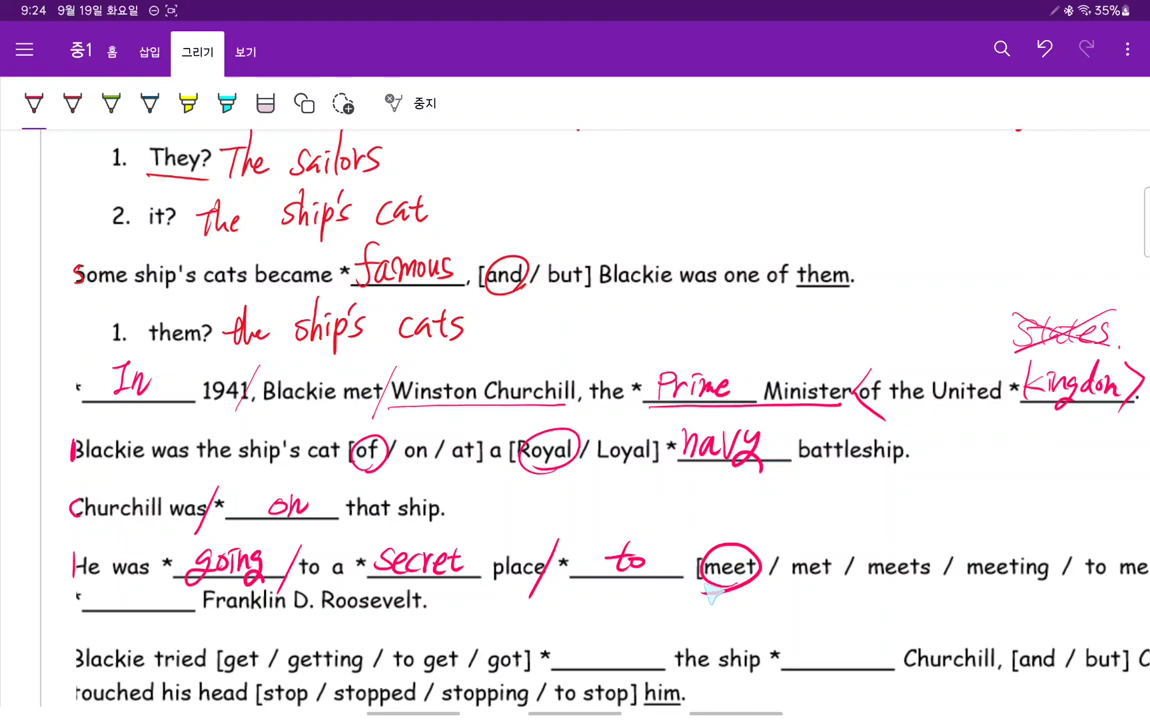 9:24 9월 19일 화요일 35%
중1 홈 삽입 그리기 보기
중지
1. They? The sailors
2. it? the ship's cat
Some ship's cats became *famous, [and / but] Blackie was one of them.
1. them? the ship's cats
States.
* In 1941, Blackie met Winston Churchill, the * Prime Minister of the United * kingdon.
Blackie was the ship's cat [of / on / at] a [Royal / Loyal] * navy battleship.
Churchill was * on that ship.
He was * going to a * secret place * to [meet / met / meets / meeting / to me
* ________ Franklin D. Roosevelt.
Blackie tried [get / getting / to get / got] *________ the ship *________ Churchill, [and / but] C
touched his head [stop / stopped / stopping / to stop] him.